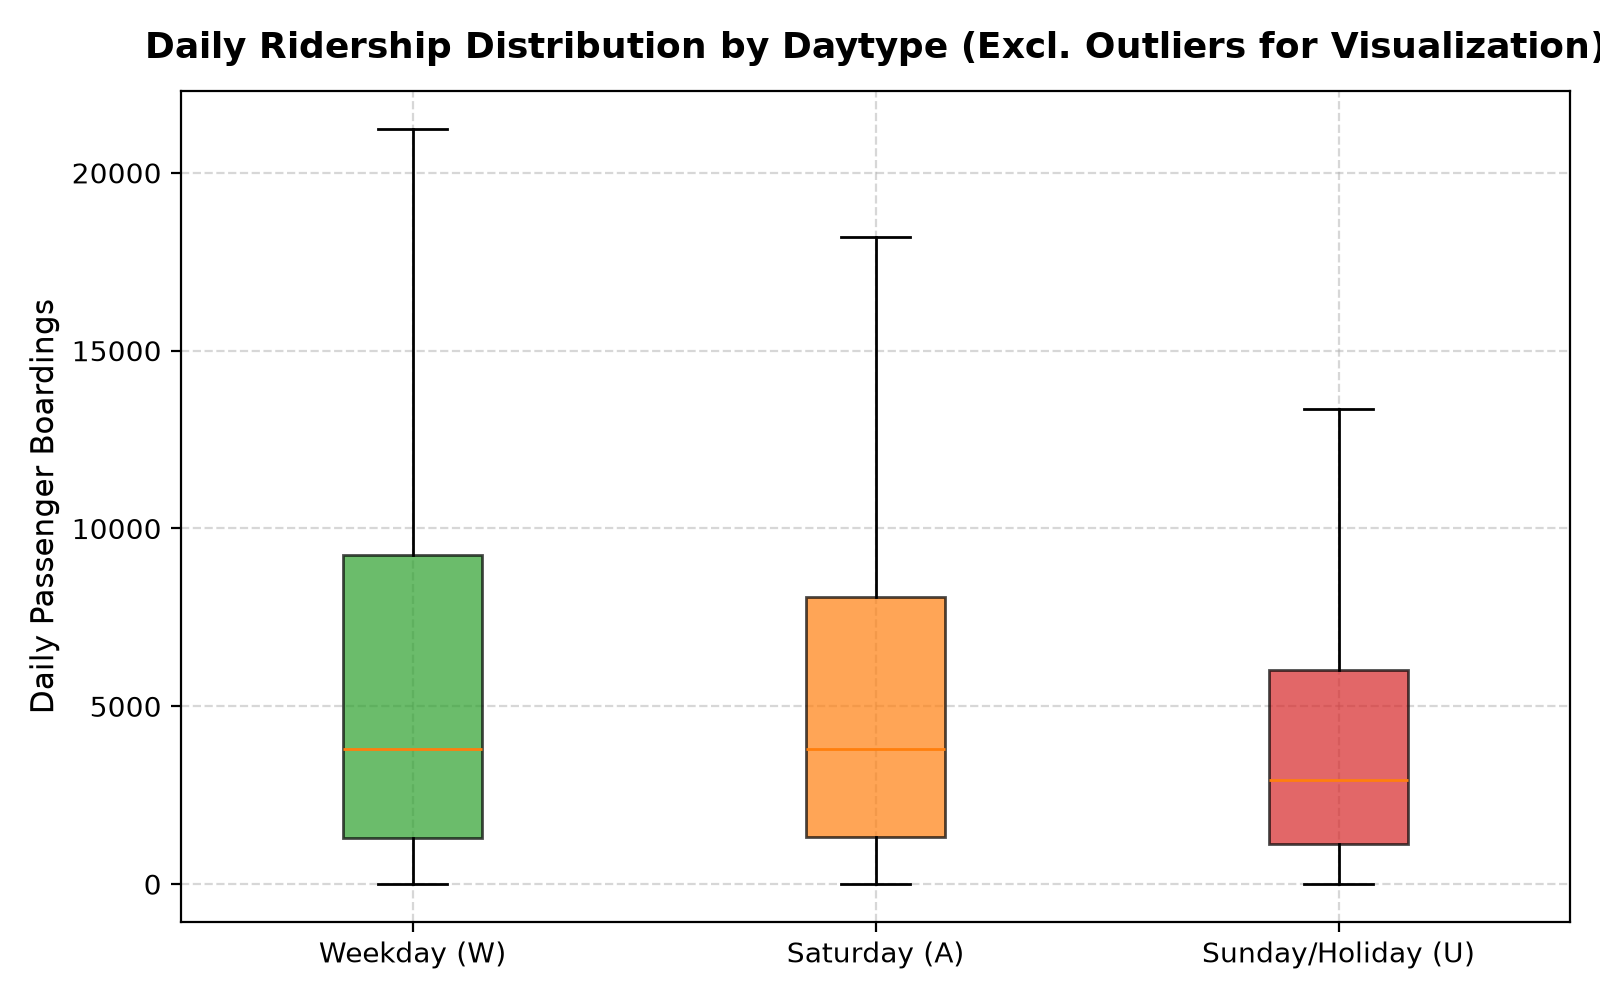 Daily Ridership Distribution by Daytype (Excl. Outliers for Visualization)
Daily Passenger Boardings
20000
15000
10000
5000
0
Weekday (W)
Saturday (A)
Sunday/Holiday (U)